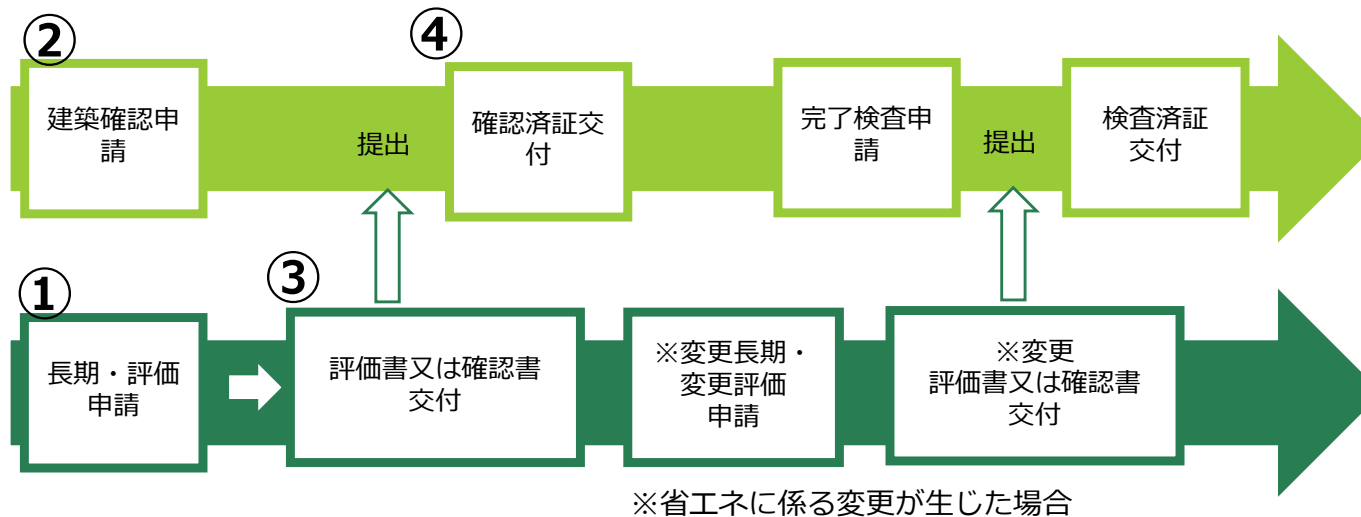 ②
建築確認申
請
提出
④
確認済証交
付
完了検査申
請
提出
検査済証
交付
①
長期・評価
申請
③
評価書又は確認書
交付
※変更長期・
変更評価
申請
※変更
評価書又は確認書
交付
※省エネに係る変更が生じた場合